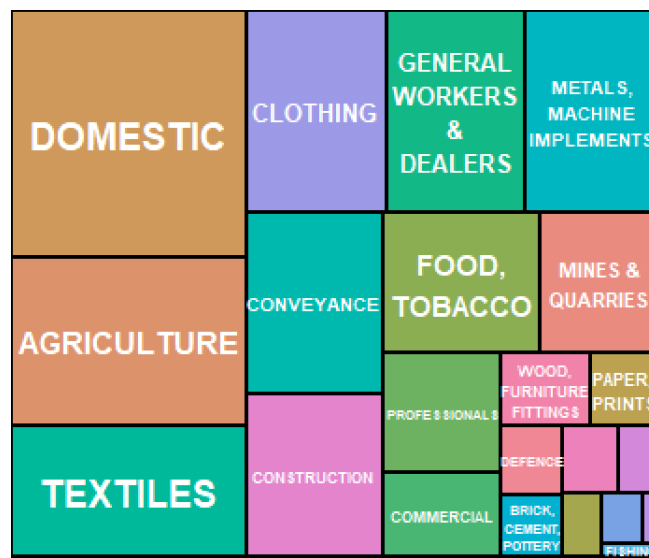 DOMESTIC
CLOTHING
GENERAL
WORKERS
&
DEALERS
METALS,
MACHINE
IMPLEMENTS
AGRICULTURE
CONVEYANCE
FOOD,
TOBACCO
MINES &
QUARRIES
TEXTILES
CONSTRUCTION
PROFESSIONALS
COMMERCIAL
WOOD,
FURNITURE
FITTINGS
PAPER,
PRINTS
DEFENCE
BRICK,
CEMENT,
POTTERY
FISHING